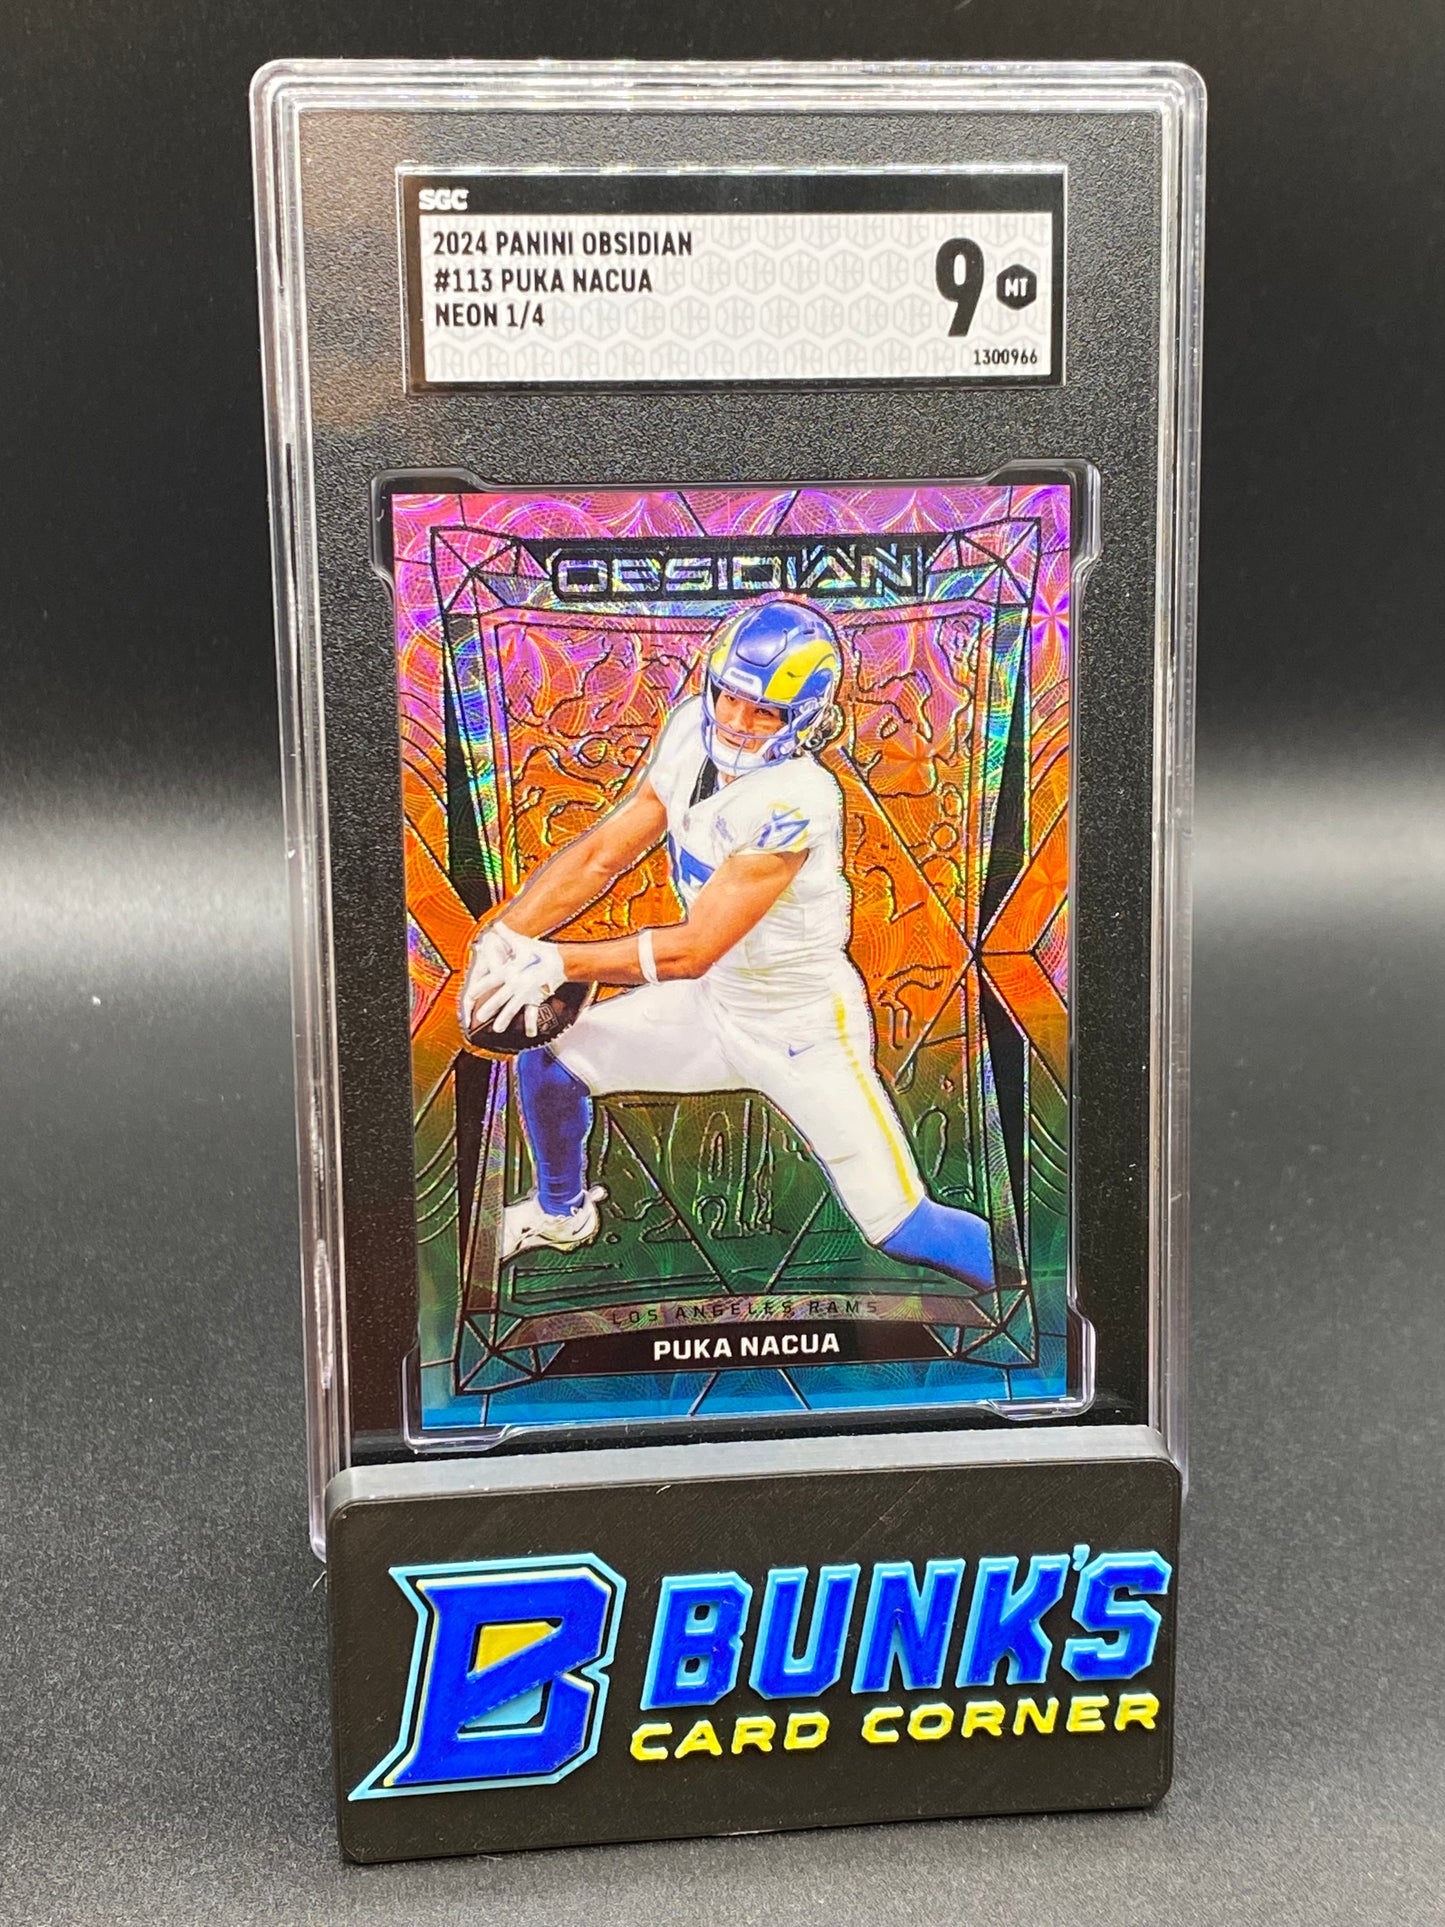 SGC
2024 PANINI OBSIDIAN
#113 PUKA NACUA
NEON 1/4
9 MT
1300966
OBSIDIAN
17
LOS ANGELES RAMS
PUKA NACUA
B BUNK'S
CARD CORNER